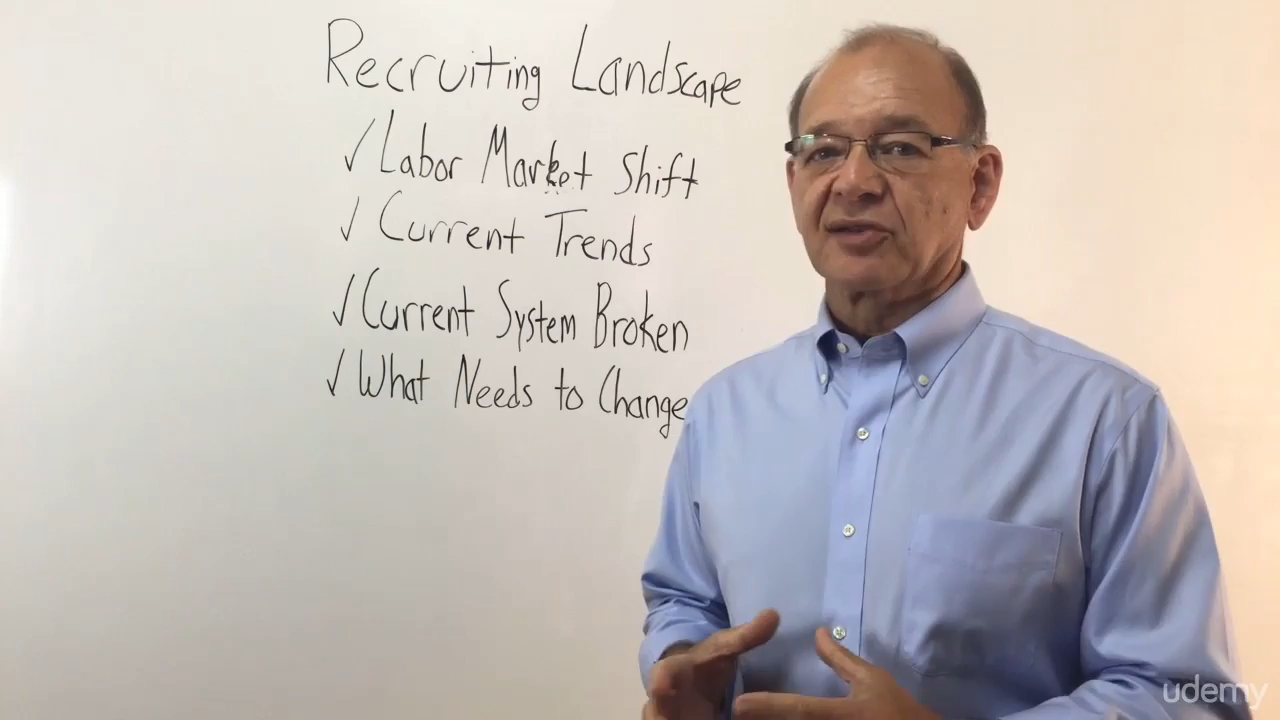 Recruiting Landscape
✓ Labor Market Shift
✓ Current Trends
✓ Current System Broken
✓ What Needs to Change
udemy